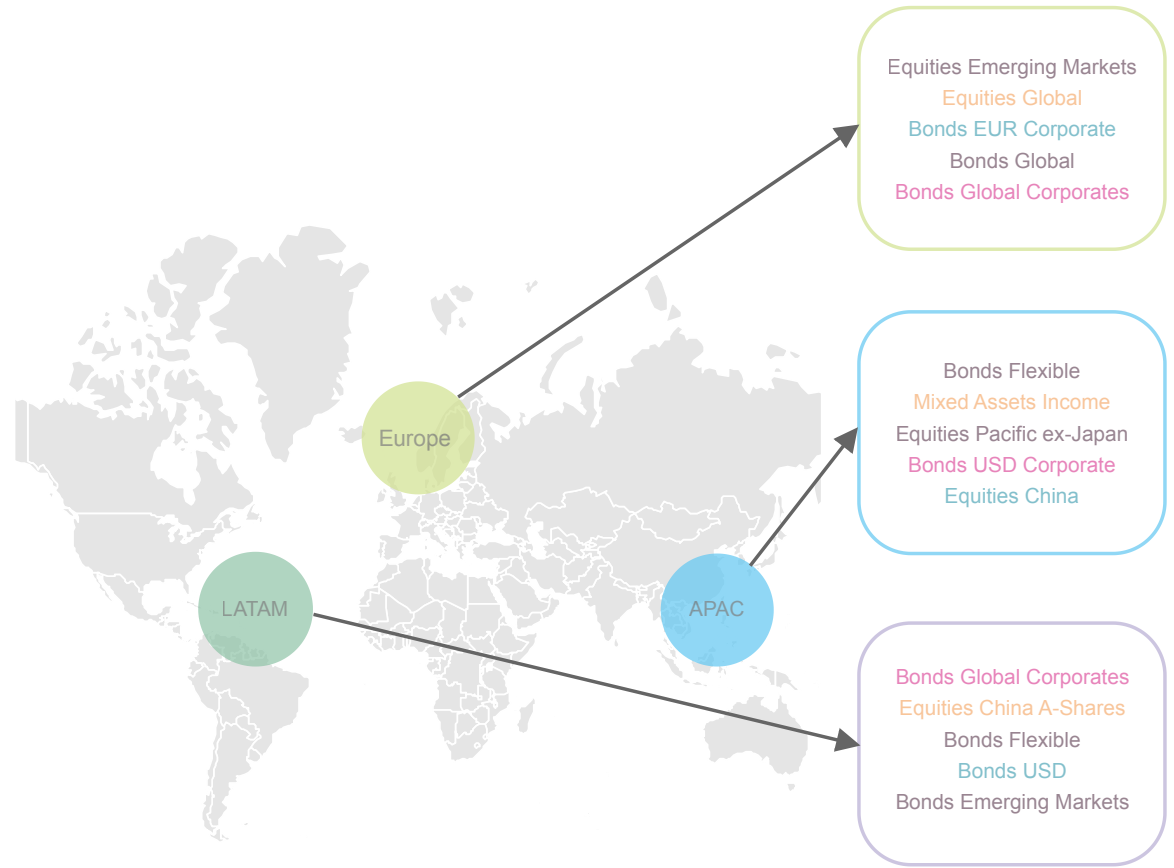 Equities Emerging Markets
Equities Global
Bonds EUR Corporate
Bonds Global
Bonds Global Corporates
Europe
Bonds Flexible
Mixed Assets Income
Equities Pacific ex-Japan
Bonds USD Corporate
Equities China
LATAM
APAC
Bonds Global Corporates
Equities China A-Shares
Bonds Flexible
Bonds USD
Bonds Emerging Markets